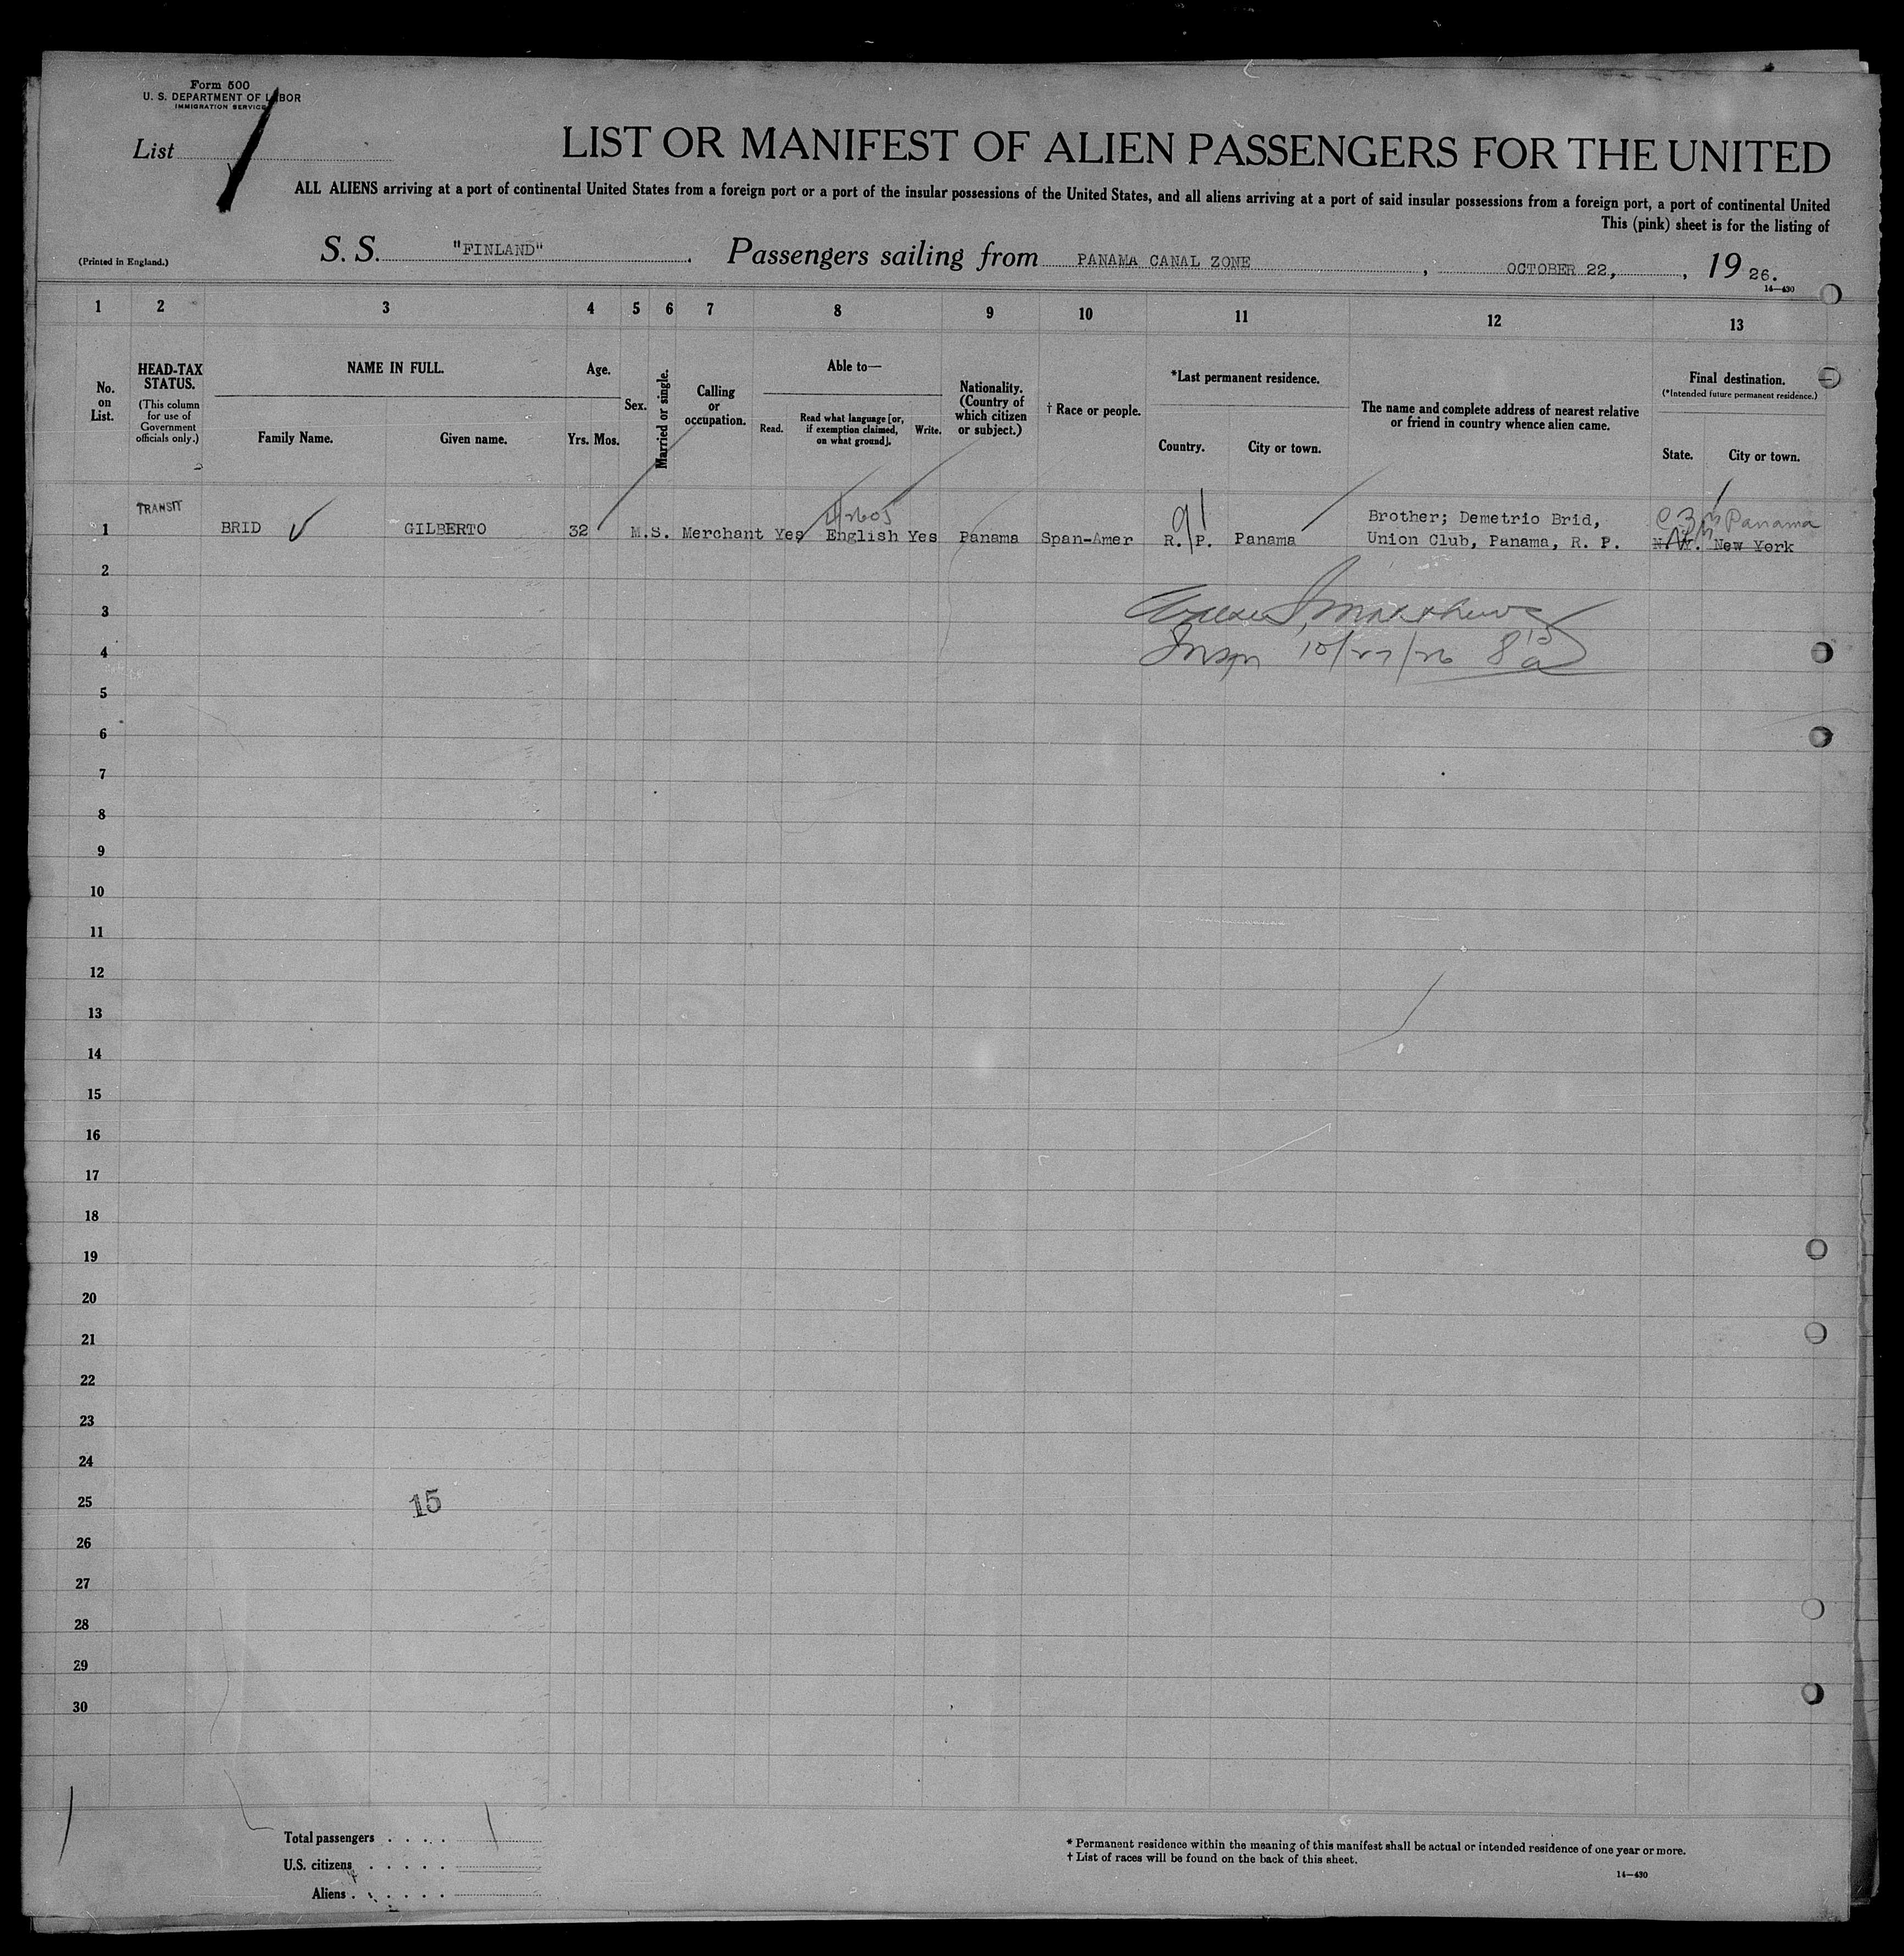 Form 500
U. S. DEPARTMENT OF LABOR
IMMIGRATION SERVICE
List
LIST OR MANIFEST OF ALIEN PASSENGERS FOR THE UNITED
ALL ALIENS arriving at a port of continental United States from a foreign port or a port of the insular possessions of the United States, and all aliens arriving at a port of said insular possessions from a foreign port, a port of continental United
This (pink) sheet is for the listing of
(Printed in England.)
S. S. "FINLAND". Passengers sailing from PANAMA CANAL ZONE, OCTOBER 22,, 19 26.
14—430
1 2 3 4 5 6 7 8 9 10 11 12 13
No. on List.
HEAD-TAX STATUS.
(This column for use of Government officials only.)
NAME IN FULL.
Family Name. Given name.
Age.
Yrs. Mos.
Sex.
Married or single.
Calling or occupation.
Able to—
Read. Read what language [or, if exemption claimed, on what ground]. Write.
Nationality. (Country of which citizen or subject.)
† Race or people.
*Last permanent residence.
Country. City or town.
The name and complete address of nearest relative or friend in country whence alien came.
Final destination.
(*Intended future permanent residence.)
State. City or town.
TRANSIT
1 BRID GILBERTO 32 M.S. Merchant Yes English Yes Panama Span-Amer R. P. Panama Brother; Demetrio Brid,
Union Club, Panama, R. P.
Panama
N.Y. New York
2
3
4
10/27/26
5
6
7
8
9
10
11
12
13
14
15
16
17
18
19
20
21
22
23
24
25
15
26
27
28
29
30
Total passengers . . . .
U.S. citizens . . . . .
Aliens . . . . . .
* Permanent residence within the meaning of this manifest shall be actual or intended residence of one year or more.
† List of races will be found on the back of this sheet.
14—430